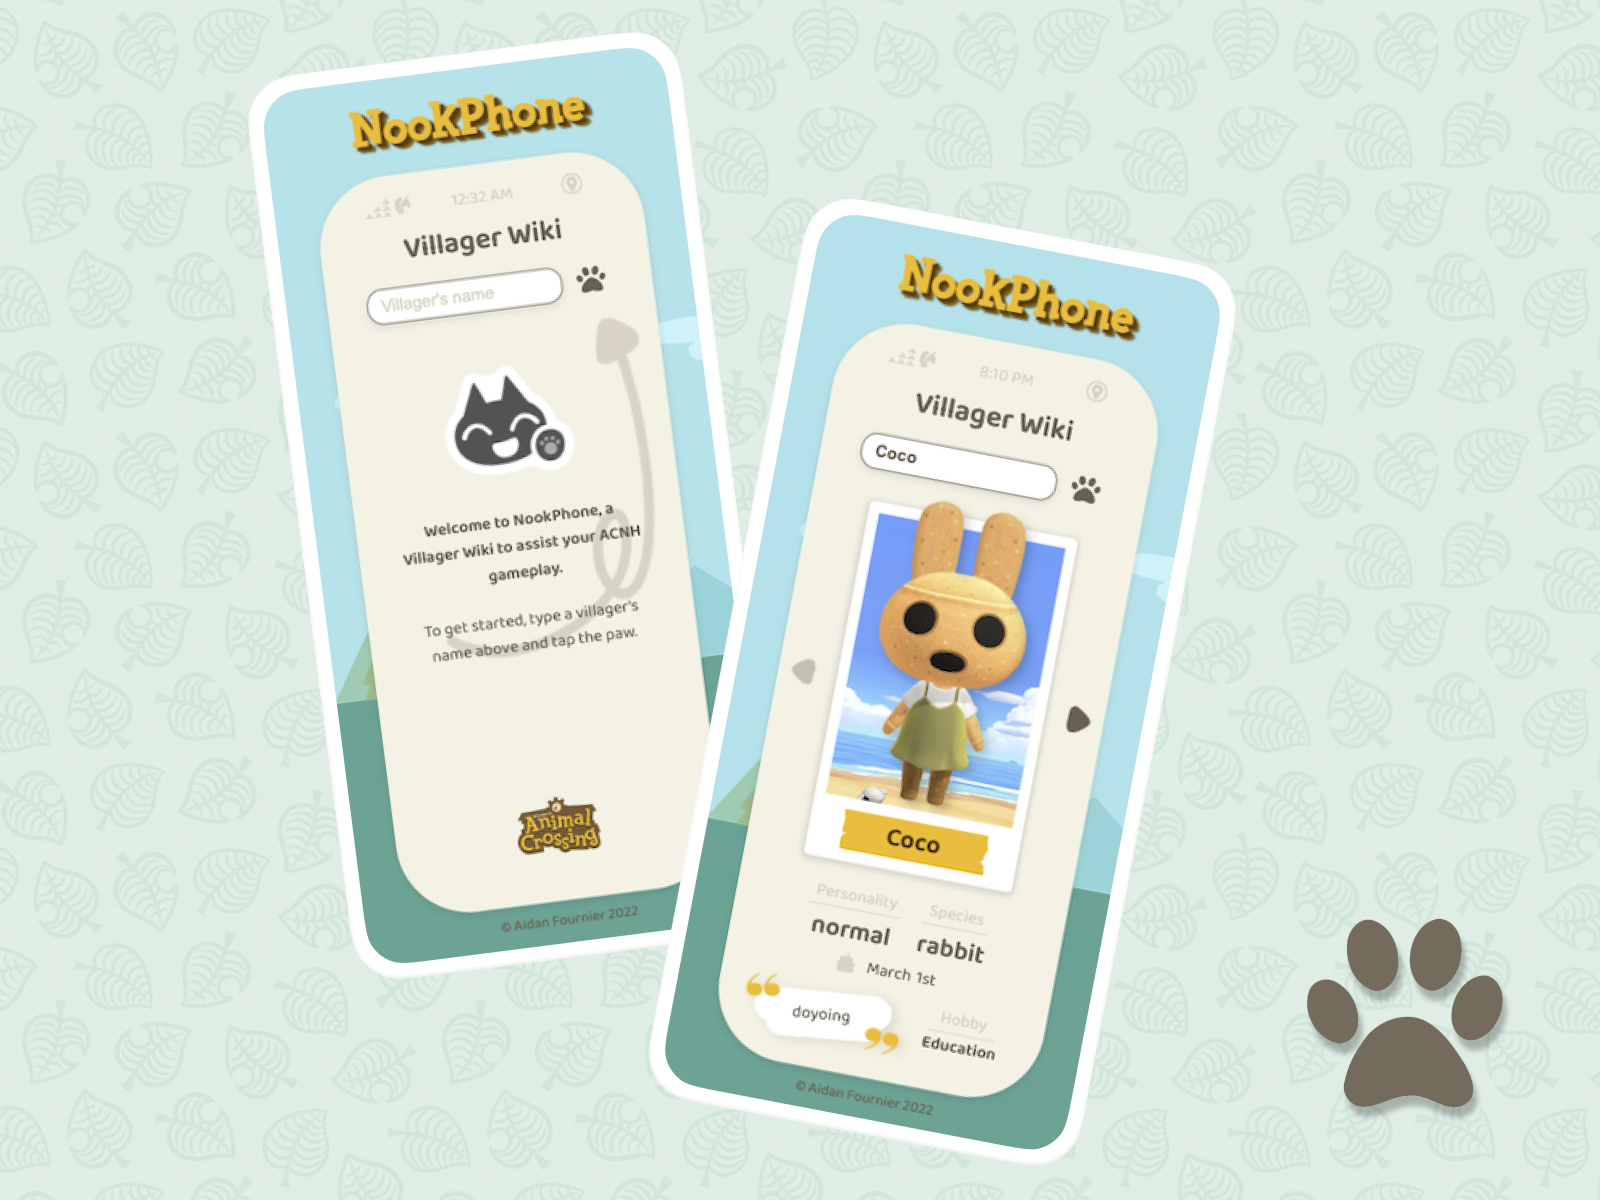 NookPhone
12:32 AM
Villager Wiki
Villager's name
Welcome to NookPhone, a
Villager Wiki to assist your ACNH
gameplay.
To get started, type a villager's
name above and tap the paw.
Animal
Crossing
© Aidan Fournier 2022
NookPhone
8:10 PM
Villager Wiki
Coco
Coco
Personality
normal
Species
rabbit
March 1st
“
doyoing
”
Hobby
Education
© Aidan Fournier 2022